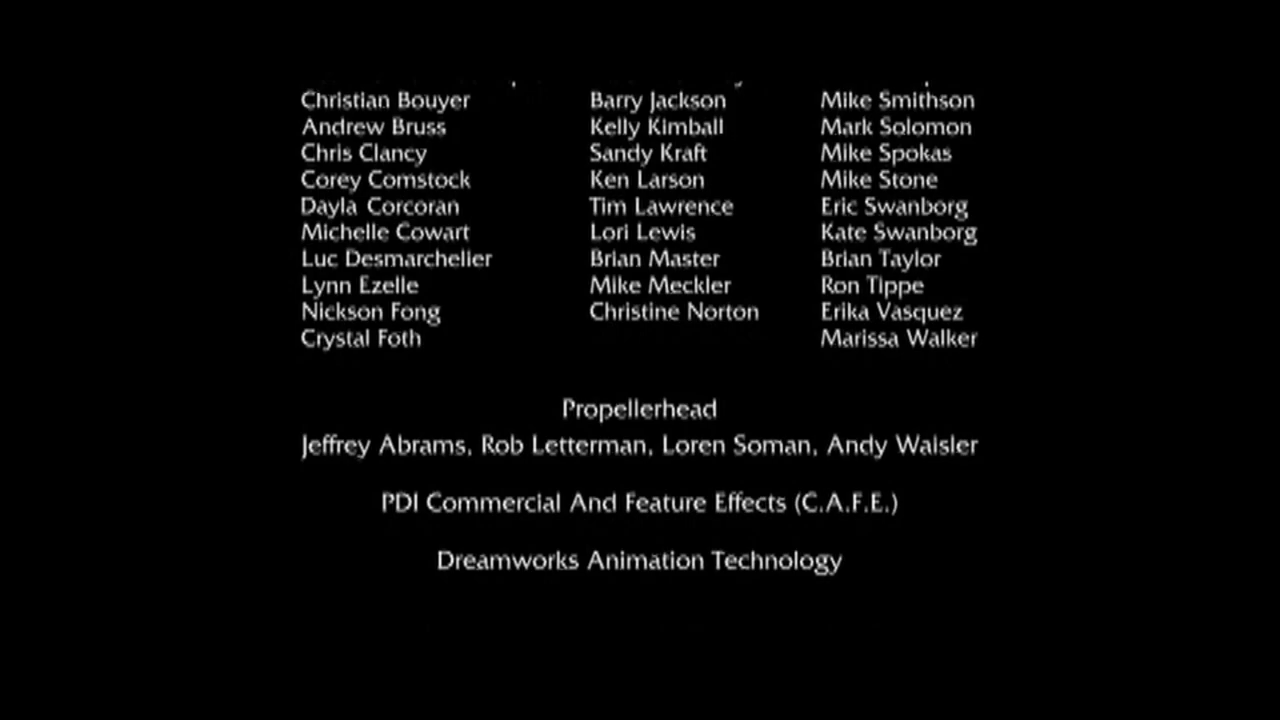 Christian Bouyer Barry Jackson Mike Smithson
Andrew Bruss Kelly Kimball Mark Solomon
Chris Clancy Sandy Kraft Mike Spokas
Corey Comstock Ken Larson Mike Stone
Dayla Corcoran Tim Lawrence Eric Swanborg
Michelle Cowart Lori Lewis Kate Swanborg
Luc Desmarchelier Brian Master Brian Taylor
Lynn Ezelle Mike Meckler Ron Tippe
Nickson Fong Christine Norton Erika Vasquez
Crystal Foth Marissa Walker
Propellerhead
Jeffrey Abrams, Rob Letterman, Loren Soman, Andy Waisler
PDI Commercial And Feature Effects (C.A.F.E.)
Dreamworks Animation Technology